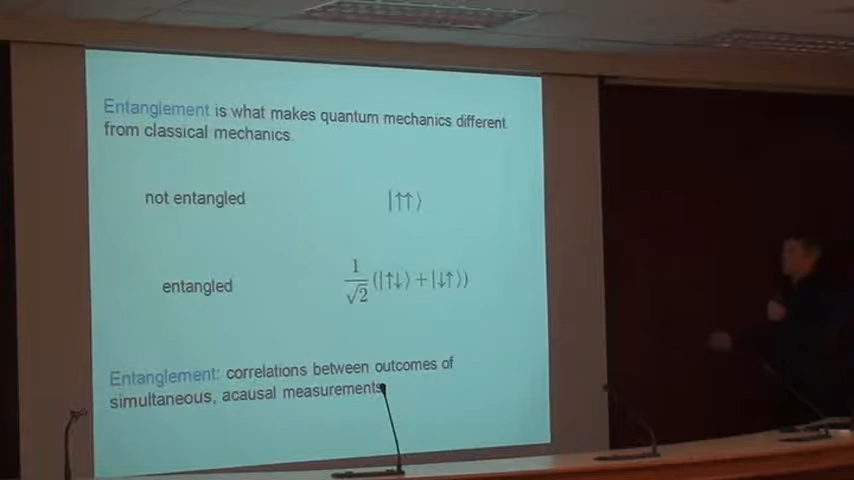 Entanglement is what makes quantum mechanics different
from classical mechanics.
not entangled |↑↑⟩
entangled 1/√2 (|↑↓⟩ + |↓↑⟩)
Entanglement: correlations between outcomes of
simultaneous, acausal measurements